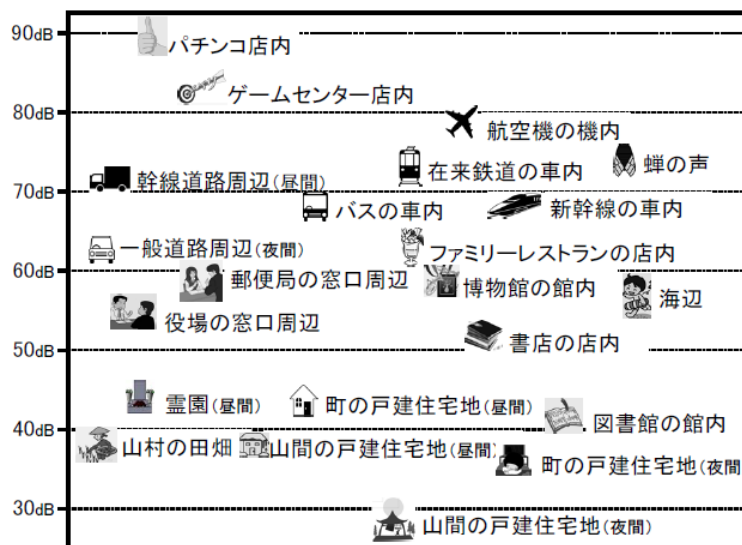 90dB
パチンコ店内
ゲームセンター店内
80dB
航空機の機内
在来鉄道の車内
蝉の声
幹線道路周辺(昼間)
70dB
バスの車内
新幹線の車内
一般道路周辺(夜間)
ファミリーレストランの店内
60dB
郵便局の窓口周辺
博物館の館内
海辺
役場の窓口周辺
書店の店内
50dB
霊園(昼間)
町の戸建住宅地(昼間)
図書館の館内
40dB
山村の田畑
山間の戸建住宅地(昼間)
町の戸建住宅地(夜間
30dB
山間の戸建住宅地(夜間)